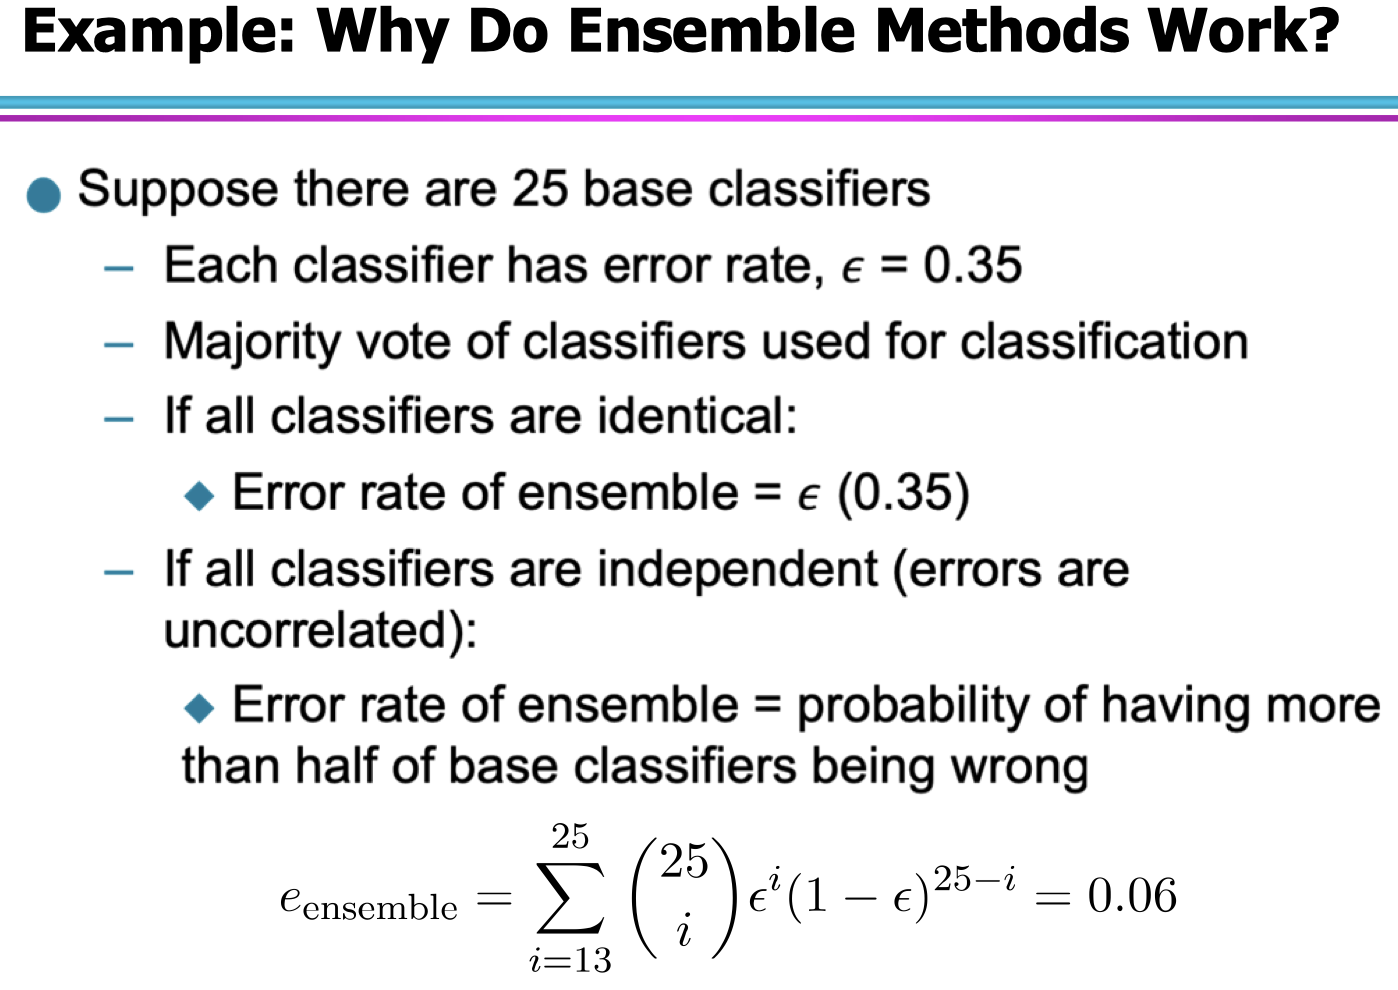 Example: Why Do Ensemble Methods Work?
● Suppose there are 25 base classifiers
– Each classifier has error rate, ϵ = 0.35
– Majority vote of classifiers used for classification
– If all classifiers are identical:
◆ Error rate of ensemble = ϵ (0.35)
– If all classifiers are independent (errors are
uncorrelated):
◆ Error rate of ensemble = probability of having more
than half of base classifiers being wrong
$e_{\text{ensemble}} = \sum_{i=13}^{25} \binom{25}{i} \epsilon^i (1 - \epsilon)^{25-i} = 0.06$